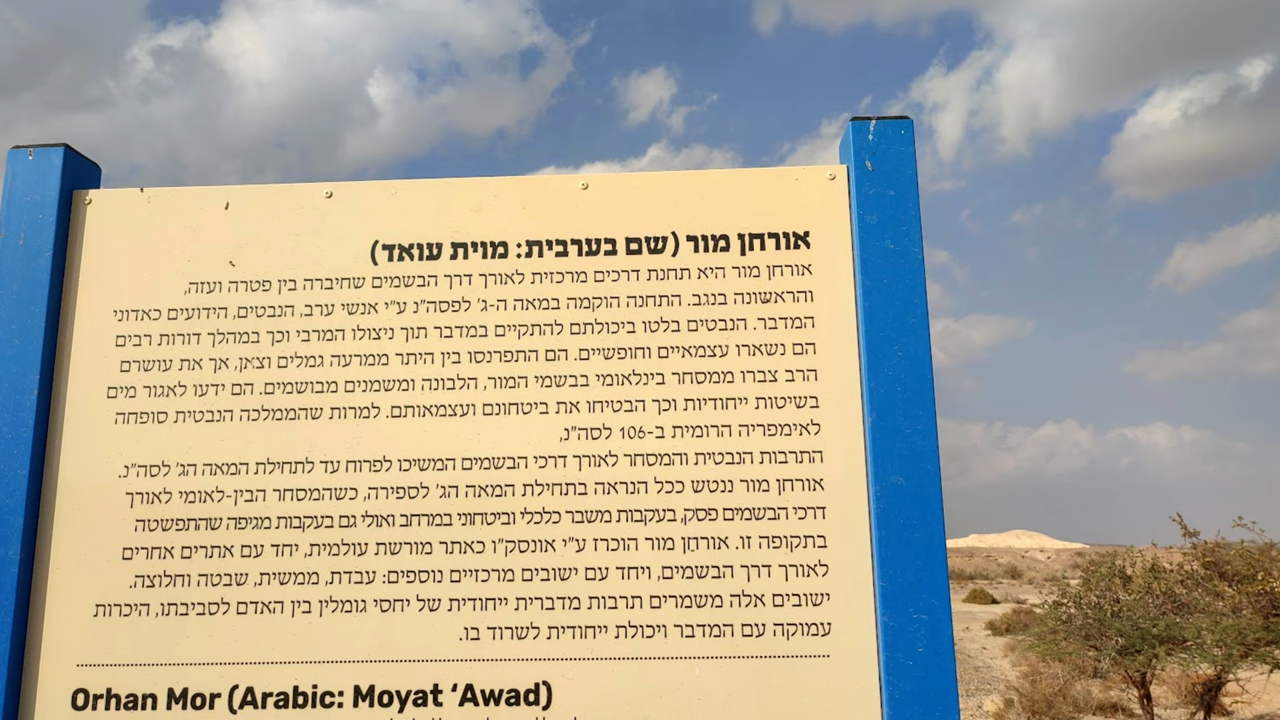 אורחן מור (שם בערבית: מוית עואד)
אורחן מור היא תחנת דרכים מרכזית לאורך דרך הבשמים שחיברה בין פטרה ועזה,
והראשונה בנגב. התחנה הוקמה במאה ה-ג' לפסה"נ ע"י אנשי ערב, הנבטים, הידועים כאדוני
המדבר. הנבטים בלטו ביכולתם להתקיים במדבר תוך ניצולו המרבי וכך במהלך דורות רבים
הם נשארו עצמאיים וחופשיים. הם התפרנסו בין היתר ממרעה גמלים וצאן, אך את עושרם
הרב צברו ממסחר בינלאומי בבשמי המור, הלבונה ומשמנים מבושמים. הם ידעו לאגור מים
בשיטות ייחודיות וכך הבטיחו את ביטחונם ועצמאותם. למרות שהממלכה הנבטית סופחה
לאימפריה הרומית ב-106 לסה"נ,
התרבות הנבטית והמסחר לאורך דרכי הבשמים המשיכו לפרוח עד לתחילת המאה הג' לסה"נ.
אורחן מור ננטש ככל הנראה בתחילת המאה הג' לספירה, כשהמסחר הבין-לאומי לאורך
דרכי הבשמים פסק, בעקבות משבר כלכלי וביטחוני במרחב ואולי גם בעקבות מגיפה שהתפשטה
בתקופה זו. אורחן מור הוכרז ע"י אונסק"ו כאתר מורשת עולמית, יחד עם אתרים אחרים
לאורך דרך הבשמים, ויחד עם ישובים מרכזיים נוספים: עבדת, ממשית, שבטה וחלוצה.
ישובים אלה משמרים תרבות מדברית ייחודית של יחסי גומלין בין האדם לסביבתו, היכרות
עמוקה עם המדבר ויכולת ייחודית לשרוד בו.
Orhan Mor (Arabic: Moyat ‘Awad)